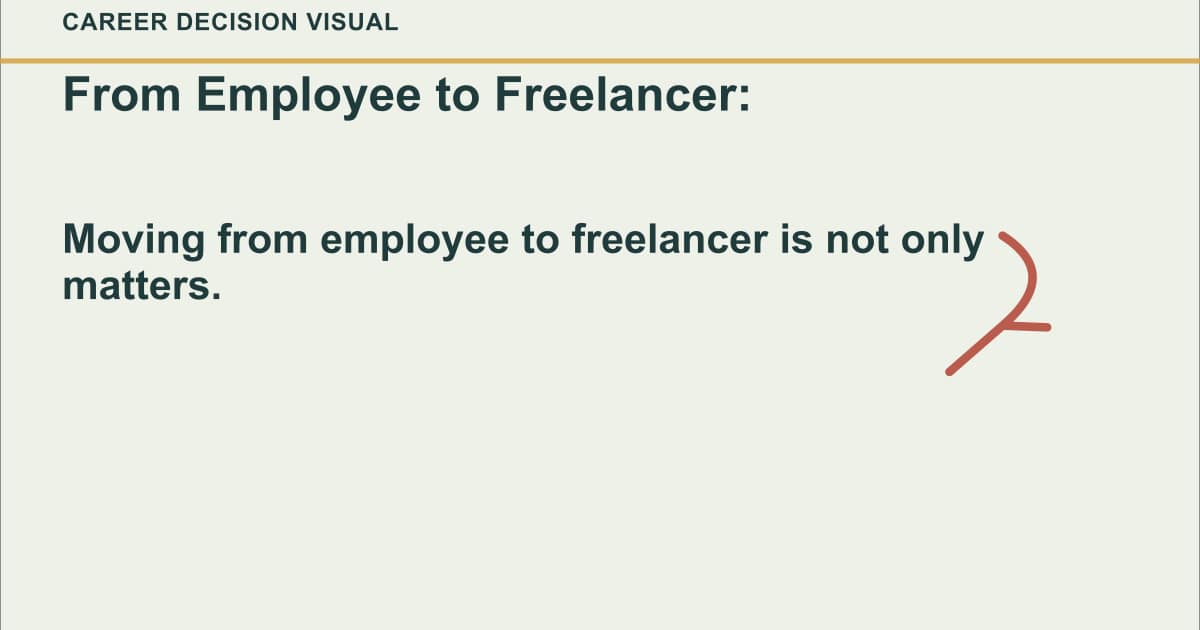 CAREER DECISION VISUAL
From Employee to Freelancer:
Moving from employee to freelancer is not only
matters.